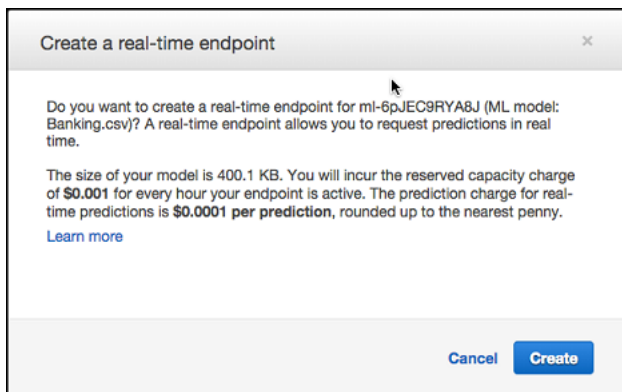 Create a real-time endpoint
×
Do you want to create a real-time endpoint for ml-6pJEC9RYA8J (ML model:
Banking.csv)? A real-time endpoint allows you to request predictions in real
time.
The size of your model is 400.1 KB. You will incur the reserved capacity charge
of $0.001 for every hour your endpoint is active. The prediction charge for real-
time predictions is $0.0001 per prediction, rounded up to the nearest penny.
Learn more
Cancel
Create